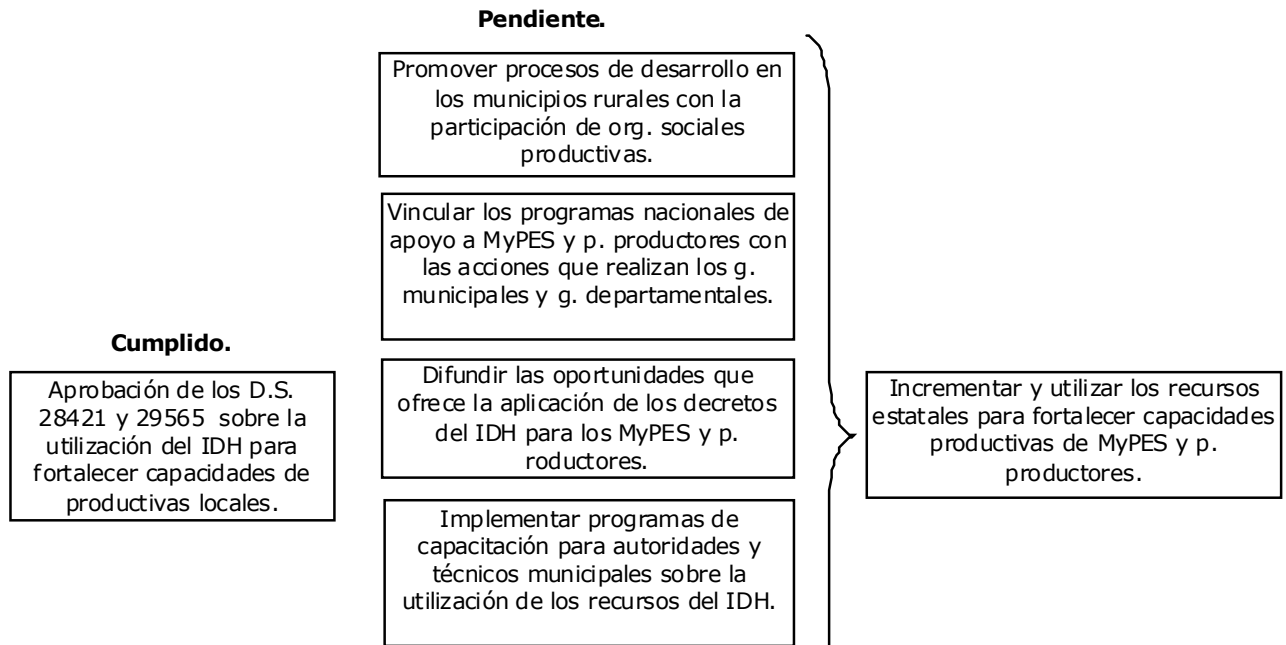 Pendiente.
Promover procesos de desarrollo en
los municipios rurales con la
participación de org. sociales
productivas.
Vincular los programas nacionales de
apoyo a MyPES y p. productores con
las acciones que realizan los g.
municipales y g. departamentales.
Cumplido.
Aprobación de los D.S.
28421 y 29565 sobre la
utilización del IDH para
fortalecer capacidades de
productivas locales.
Difundir las oportunidades que
ofrece la aplicación de los decretos
del IDH para los MyPES y p.
roductores.
Implementar programas de
capacitación para autoridades y
técnicos municipales sobre la
utilización de los recursos del IDH.
Incrementar y utilizar los recursos
estatales para fortalecer capacidades
productivas de MyPES y p.
productores.